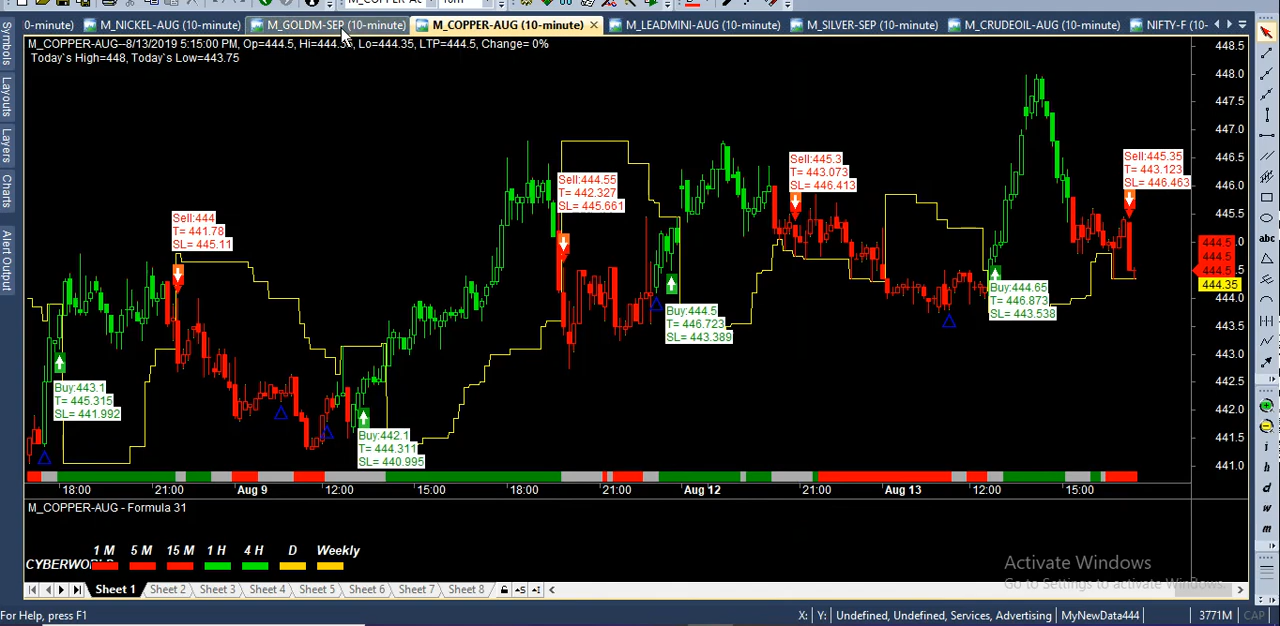 0-minute) M_NICKEL-AUG (10-minute) M_GOLDM-SEP (10-minute) M_COPPER-AUG (10-minute) M_LEADMINI-AUG (10-minute) M_SILVER-SEP (10-minute) M_CRUDEOIL-AUG (10-minute) NIFTY-F (10-
M_COPPER-AUG--8/13/2019 5:15:00 PM, Op=444.5, Hi=444.35, Lo=444.35, LTP=444.5, Change= 0%
Today`s High=448, Today`s Low=443.75
Symbols
Layouts
Layers
Charts
Alert Output
Buy:443.1
T= 445.315
SL= 441.992
Sell:444
T= 441.78
SL= 445.11
Buy:442.1
T= 444.311
SL= 440.995
Sell:444.55
T= 442.327
SL= 445.661
Buy:444.5
T= 446.723
SL= 443.389
Sell:445.3
T= 443.073
SL= 446.413
Buy:444.65
T= 446.873
SL= 443.538
Sell:445.35
T= 443.123
SL= 446.463
448.5
448.0
447.5
447.0
446.5
446.0
445.5
444.5
444.5
444.5
444.35
444.0
443.5
443.0
442.5
442.0
441.5
441.0
abc
i
h
d
w
m
18:00 21:00 Aug 9 12:00 15:00 18:00 21:00 Aug 12 21:00 Aug 13 12:00 15:00
M_COPPER-AUG - Formula 31
1 M 5 M 15 M 1 H 4 H D Weekly
Activate Windows
Go to Settings to activate Windows.
Sheet 1 Sheet 2 Sheet 3 Sheet 4 Sheet 5 Sheet 6 Sheet 7 Sheet 8
For Help, press F1 X: Y: Undefined, Undefined, Services, Advertising MyNewData444 3771M CAP